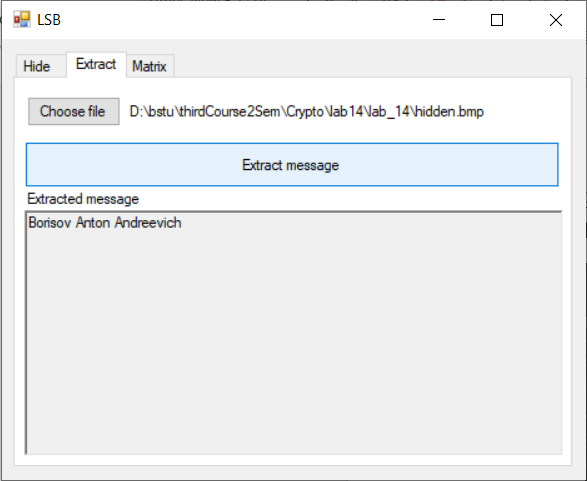 LSB
Hide Extract Matrix
Choose file D:\bstu\thirdCourse2Sem\Crypto\lab14\lab_14\hidden.bmp
Extract message
Extracted message
Borisov Anton Andreevich